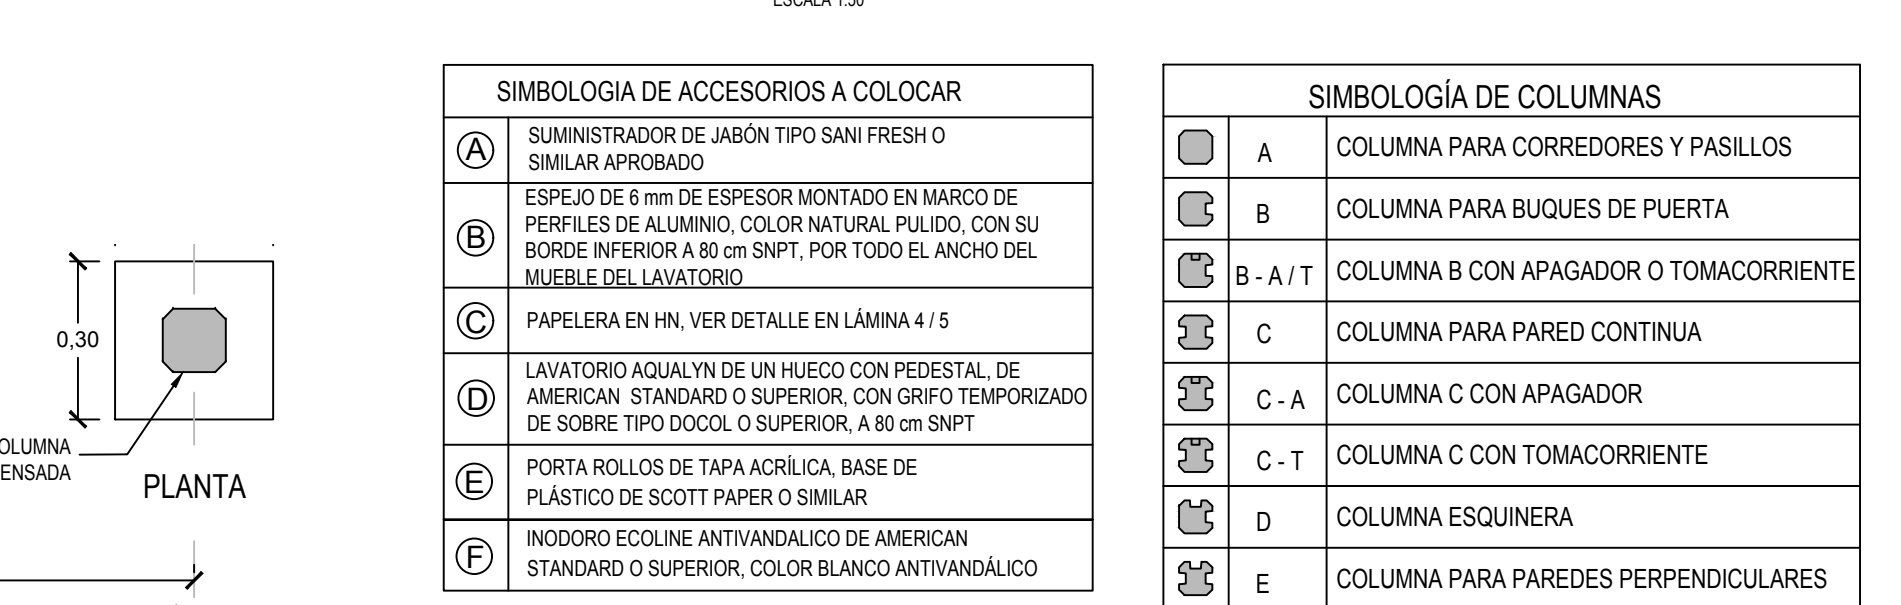 ESCALA 1:50
SIMBOLOGIA DE ACCESORIOS A COLOCAR
A
SUMINISTRADOR DE JABÓN TIPO SANI FRESH O
SIMILAR APROBADO
B
ESPEJO DE 6 mm DE ESPESOR MONTADO EN MARCO DE
PERFILES DE ALUMINIO, COLOR NATURAL PULIDO, CON SU
BORDE INFERIOR A 80 cm SNPT, POR TODO EL ANCHO DEL
MUEBLE DEL LAVATORIO
C
PAPELERA EN HN, VER DETALLE EN LÁMINA 4 / 5
D
LAVATORIO AQUALYN DE UN HUECO CON PEDESTAL, DE
AMERICAN STANDARD O SUPERIOR, CON GRIFO TEMPORIZADO
DE SOBRE TIPO DOCOL O SUPERIOR, A 80 cm SNPT
E
PORTA ROLLOS DE TAPA ACRÍLICA, BASE DE
PLÁSTICO DE SCOTT PAPER O SIMILAR
F
INODORO ECOLINE ANTIVANDALICO DE AMERICAN
STANDARD O SUPERIOR, COLOR BLANCO ANTIVANDÁLICO
SIMBOLOGÍA DE COLUMNAS
A COLUMNA PARA CORREDORES Y PASILLOS
B COLUMNA PARA BUQUES DE PUERTA
B - A / T COLUMNA B CON APAGADOR O TOMACORRIENTE
C COLUMNA PARA PARED CONTINUA
C - A COLUMNA C CON APAGADOR
C - T COLUMNA C CON TOMACORRIENTE
D COLUMNA ESQUINERA
E COLUMNA PARA PAREDES PERPENDICULARES
0,30
OLUMNA
ENSADA
PLANTA